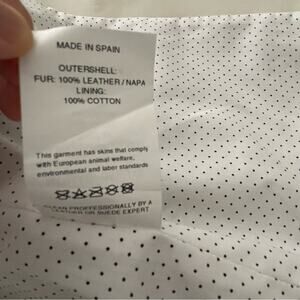 MADE IN SPAIN
OUTERSHELL:
FUR: 100% LEATHER / NAPA
LINING:
100% COTTON
This garment has skins that comply
with European animal welfare,
environmental and labor standards
CLEAN PROFESSIONALLY BY A
LEATHER OR SUEDE EXPERT